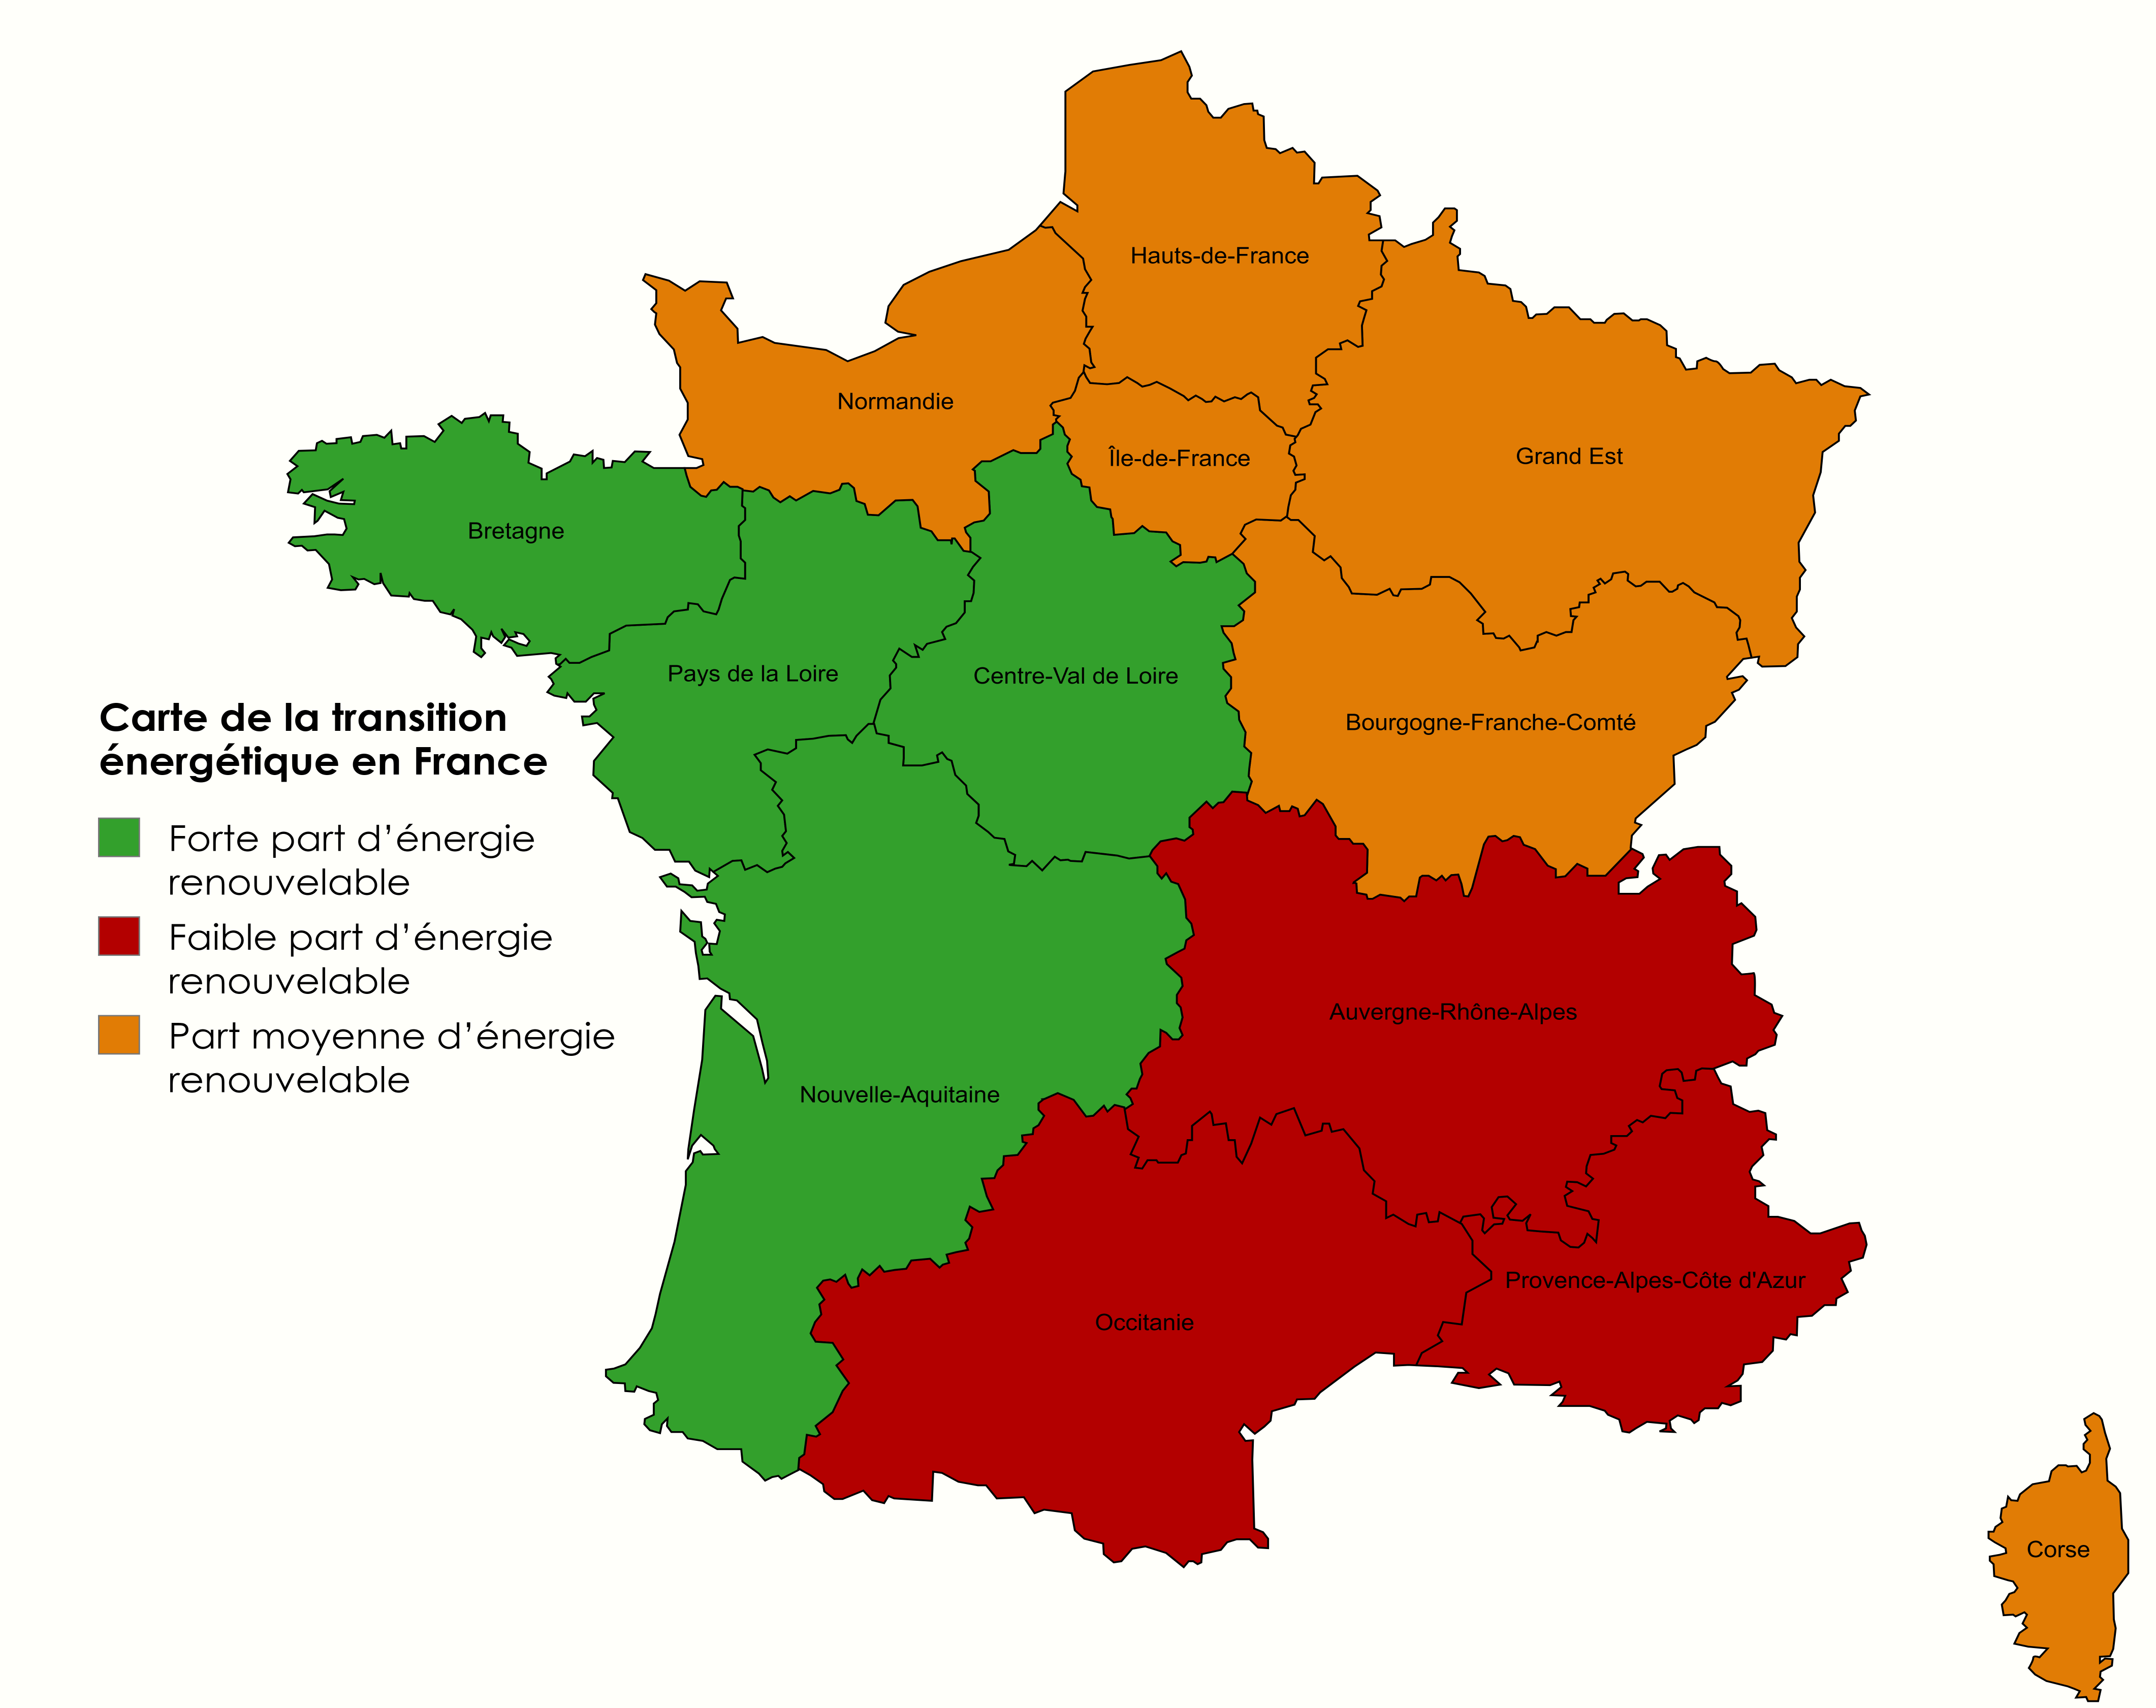 Hauts-de-France
Normandie
Île-de-France
Grand Est
Bretagne
Pays de la Loire
Centre-Val de Loire
Bourgogne-Franche-Comté
Carte de la transition
énergétique en France
Forte part d’énergie
renouvelable
Faible part d’énergie
renouvelable
Part moyenne d’énergie
renouvelable
Auvergne-Rhône-Alpes
Nouvelle-Aquitaine
Provence-Alpes-Côte d'Azur
Occitanie
Corse